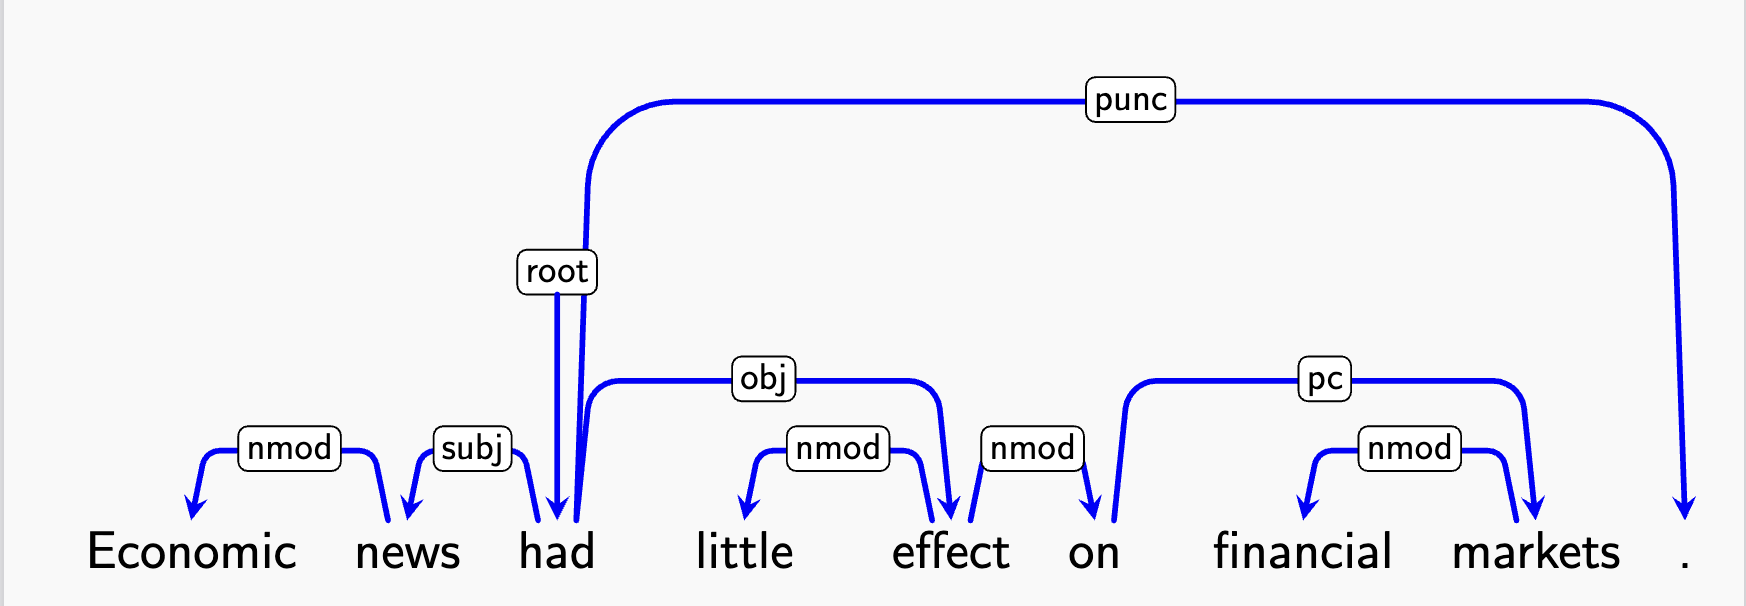 punc
root
obj pc
nmod subj nmod nmod nmod
Economic news had little effect on financial markets .